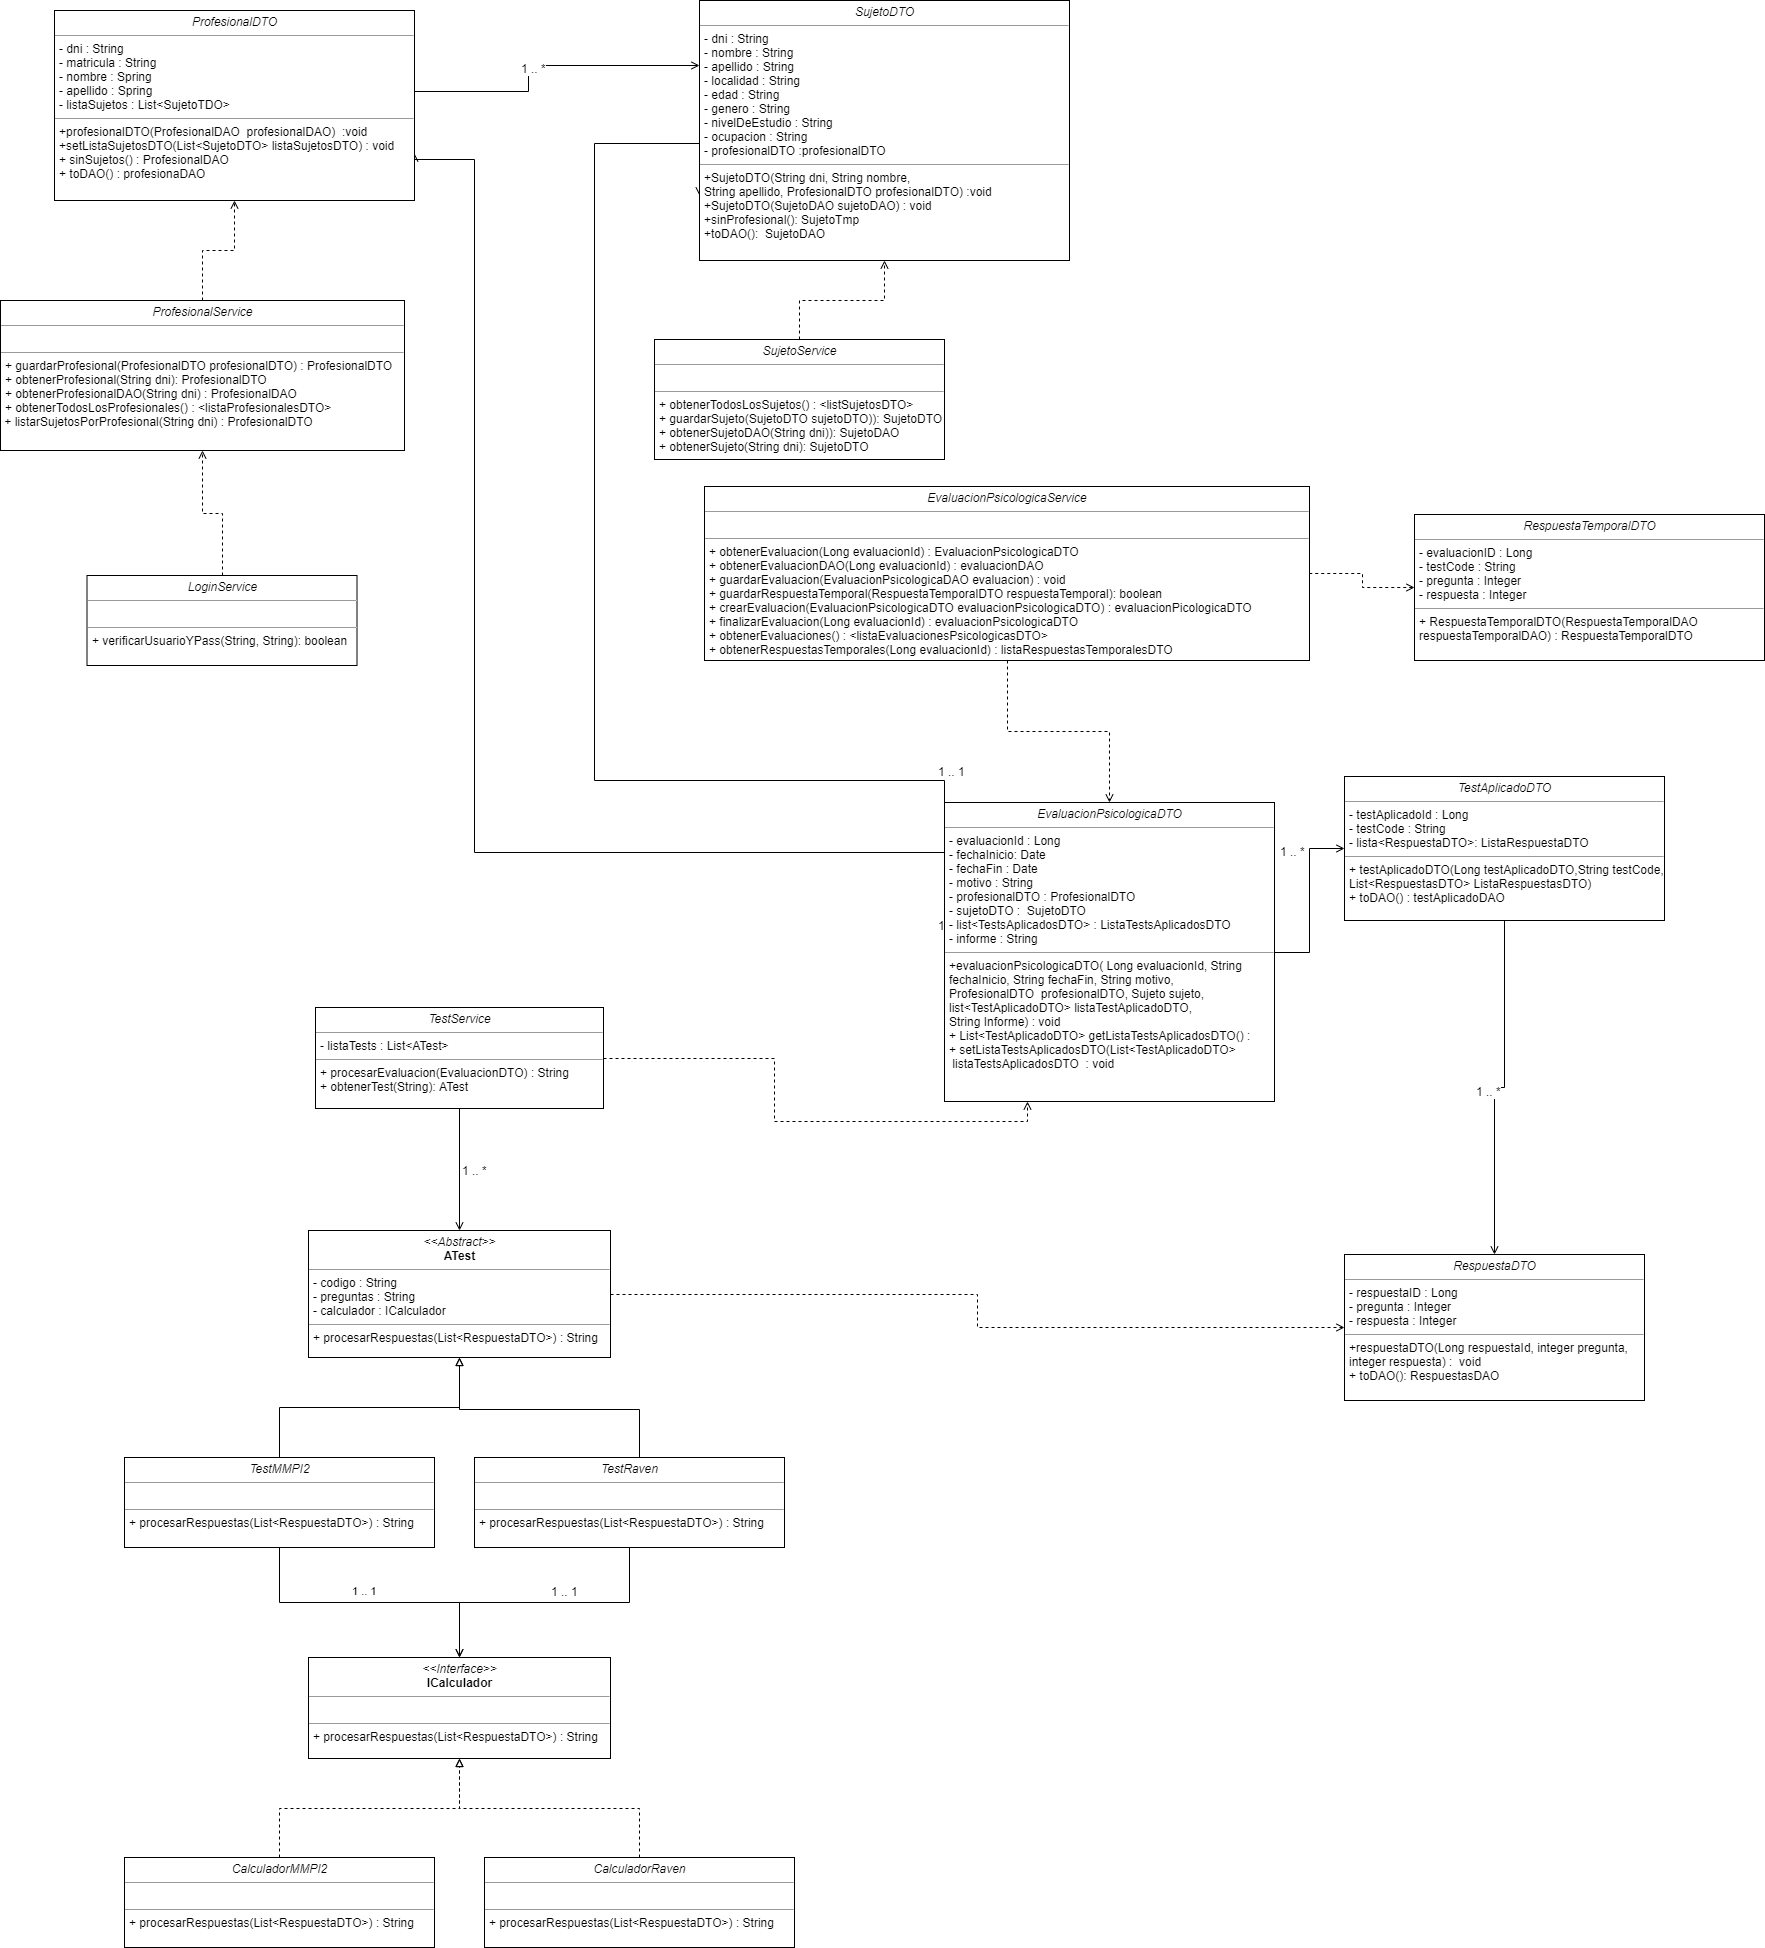 ProfesionalDTO
- dni : String
- matricula : String
- nombre : Spring
- apellido : Spring
- listaSujetos : List<SujetoTDO>
+profesionalDTO(ProfesionalDAO  profesionalDAO)  :void
+setListaSujetosDTO(List<SujetoDTO> listaSujetosDTO) : void
+ sinSujetos() : ProfesionalDAO
+ toDAO() : profesionaDAO
1 .. *
SujetoDTO
- dni : String
- nombre : String
- apellido : String
- localidad : String
- edad : String
- genero : String
- nivelDeEstudio : String
- ocupacion : String
- profesionalDTO :profesionalDTO
+SujetoDTO(String dni, String nombre,
String apellido, ProfesionalDTO profesionalDTO) :void
+SujetoDTO(SujetoDAO sujetoDAO) : void
+sinProfesional(): SujetoTmp
+toDAO():  SujetoDAO
ProfesionalService
+ guardarProfesional(ProfesionalDTO profesionalDTO) : ProfesionalDTO
+ obtenerProfesional(String dni): ProfesionalDTO
+ obtenerProfesionalDAO(String dni) : ProfesionalDAO
+ obtenerTodosLosProfesionales() : <listaProfesionalesDTO>
+ listarSujetosPorProfesional(String dni) : ProfesionalDTO
SujetoService
+ obtenerTodosLosSujetos() : <listSujetosDTO>
+ guardarSujeto(SujetoDTO sujetoDTO)): SujetoDTO
+ obtenerSujetoDAO(String dni)): SujetoDAO
+ obtenerSujeto(String dni): SujetoDTO
LoginService
+ verificarUsuarioYPass(String, String): boolean
EvaluacionPsicologicaService
+ obtenerEvaluacion(Long evaluacionId) : EvaluacionPsicologicaDTO
+ obtenerEvaluacionDAO(Long evaluacionId) : evaluacionDAO
+ guardarEvaluacion(EvaluacionPsicologicaDAO evaluacion) : void
+ guardarRespuestaTemporal(RespuestaTemporalDTO respuestaTemporal): boolean
+ crearEvaluacion(EvaluacionPsicologicaDTO evaluacionPsicologicaDTO) : evaluacionPicologicaDTO
+ finalizarEvaluacion(Long evaluacionId) : evaluacionPsicologicaDTO
+ obtenerEvaluaciones() : <listaEvaluacionesPsicologicasDTO>
+ obtenerRespuestasTemporales(Long evaluacionId) : listaRespuestasTemporalesDTO
RespuestaTemporalDTO
- evaluacionID : Long
- testCode : String
- pregunta : Integer
- respuesta : Integer
+ RespuestaTemporalDTO(RespuestaTemporalDAO
respuestaTemporalDAO) : RespuestaTemporalDTO
1 .. 1
EvaluacionPsicologicaDTO
- evaluacionId : Long
- fechaInicio: Date
- fechaFin : Date
- motivo : String
- profesionalDTO : ProfesionalDTO
- sujetoDTO :  SujetoDTO
- list<TestsAplicadosDTO> : ListaTestsAplicadosDTO
- informe : String
1
+evaluacionPsicologicaDTO( Long evaluacionId, String
fechaInicio, String fechaFin, String motivo,
ProfesionalDTO  profesionalDTO, Sujeto sujeto,
list<TestAplicadoDTO> listaTestAplicadoDTO,
String Informe) : void
+ List<TestAplicadoDTO> getListaTestsAplicadosDTO() :
+ setListaTestsAplicadosDTO(List<TestAplicadoDTO>
listaTestsAplicadosDTO  : void
1 .. *
TestAplicadoDTO
- testAplicadoId : Long
- testCode : String
- lista<RespuestaDTO>: ListaRespuestaDTO
+ testAplicadoDTO(Long testAplicadoDTO,String testCode,
List<RespuestasDTO> ListaRespuestasDTO)
+ toDAO() : testAplicadoDAO
1 .. *
TestService
- listaTests : List<ATest>
+ procesarEvaluacion(EvaluacionDTO) : String
+ obtenerTest(String): ATest
1 .. *
<<Abstract>>
ATest
- codigo : String
- preguntas : String
- calculador : ICalculador
+ procesarRespuestas(List<RespuestaDTO>) : String
RespuestaDTO
- respuestaID : Long
- pregunta : Integer
- respuesta : Integer
+respuestaDTO(Long respuestaId, integer pregunta,
integer respuesta) :  void
+ toDAO(): RespuestasDAO
TestMMPI2
+ procesarRespuestas(List<RespuestaDTO>) : String
TestRaven
+ procesarRespuestas(List<RespuestaDTO>) : String
1 .. 1
1 .. 1
<<Interface>>
ICalculador
+ procesarRespuestas(List<RespuestaDTO>) : String
CalculadorMMPI2
+ procesarRespuestas(List<RespuestaDTO>) : String
CalculadorRaven
+ procesarRespuestas(List<RespuestaDTO>) : String